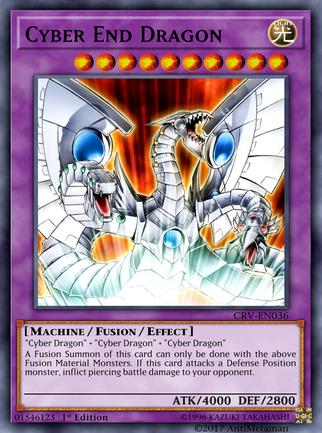 CYBER END DRAGON
LIGHT
光
CRV-EN036
[MACHINE / FUSION / EFFECT]
"Cyber Dragon" + "Cyber Dragon" + "Cyber Dragon"
A Fusion Summon of this card can only be done with the above
Fusion Material Monsters. If this card attacks a Defense Position
monster, inflict piercing battle damage to your opponent.
ATK/4000 DEF/2800
01546123 1st Edition ©1996 KAZUKI TAKAHASHI
©2017 AntiMetaman